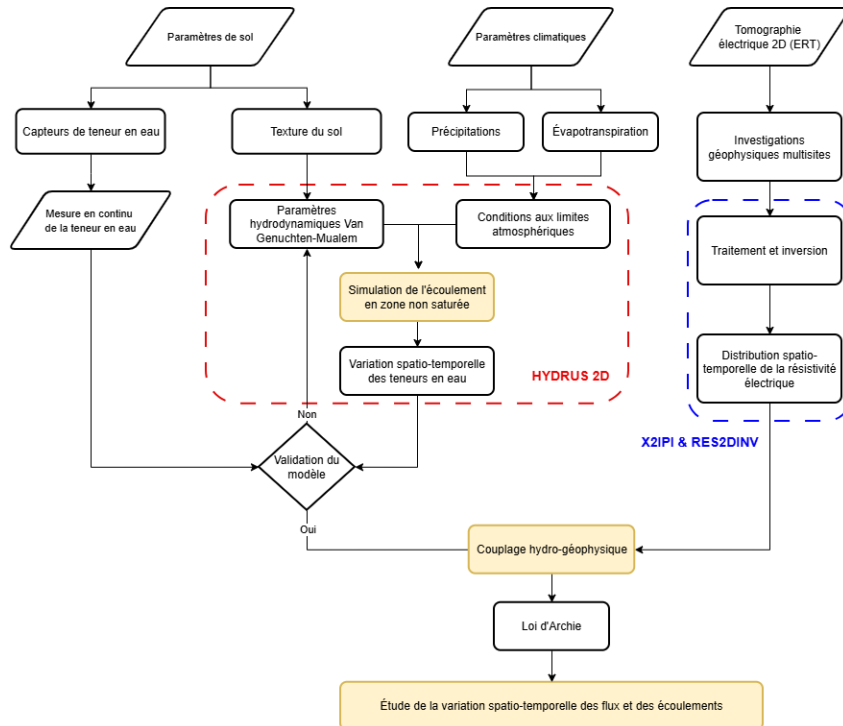 Paramètres de sol
Paramètres climatiques
Tomographie
électrique 2D (ERT)
Capteurs de teneur en eau
Texture du sol
Précipitations
Évapotranspiration
Investigations
géophysiques multisites
Mesure en continu
de la teneur en eau
Paramètres
hydrodynamiques Van
Genuchten-Mualem
Conditions aux limites
atmosphériques
Traitement et inversion
Simulation de l'écoulement
en zone non saturée
Variation spatio-temporelle
des teneurs en eau
HYDRUS 2D
Distribution spatio-
temporelle de la résistivité
électrique
X2IPI & RES2DINV
Non
Validation du
modèle
Oui
Couplage hydro-géophysique
Loi d'Archie
Étude de la variation spatio-temporelle des flux et des écoulements